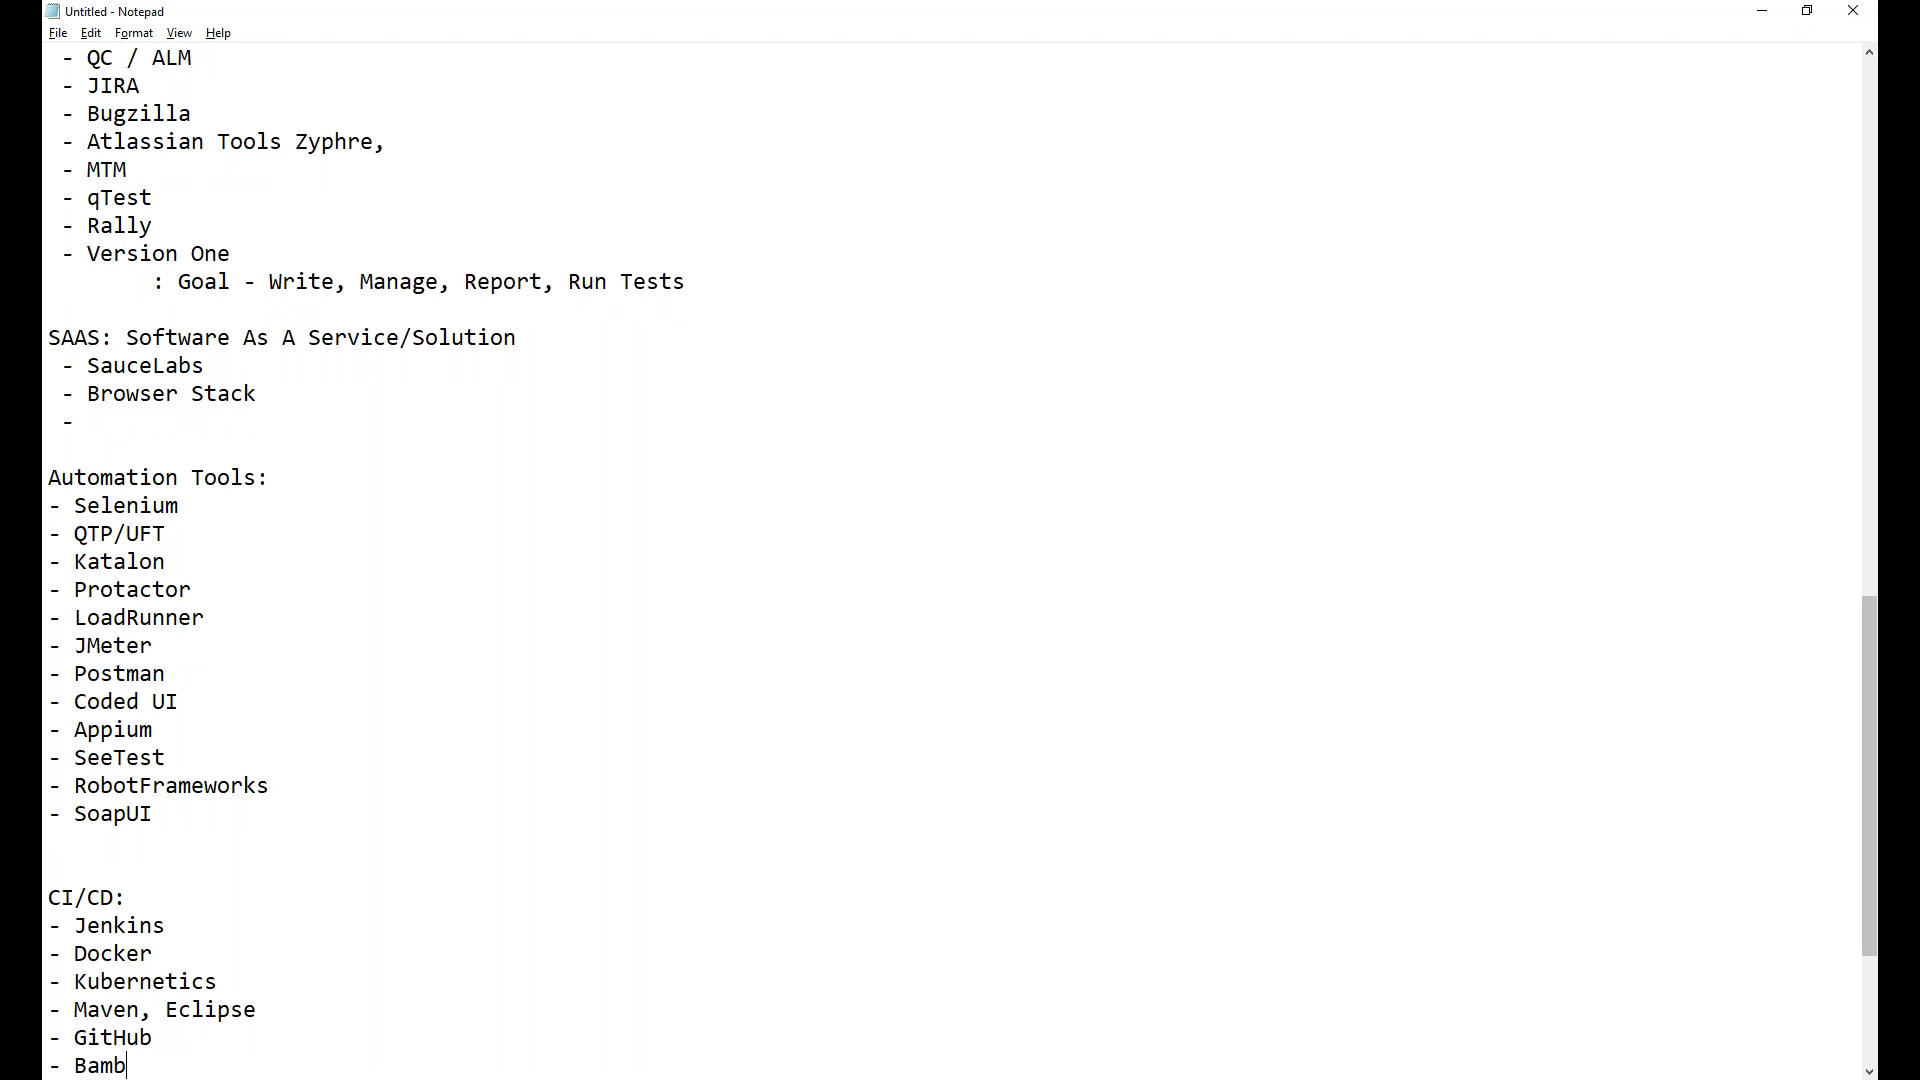 Untitled - Notepad
File Edit Format View Help
- QC / ALM
- JIRA
- Bugzilla
- Atlassian Tools Zyphre,
- MTM
- qTest
- Rally
- Version One
: Goal - Write, Manage, Report, Run Tests
SAAS: Software As A Service/Solution
- SauceLabs
- Browser Stack
-
Automation Tools:
- Selenium
- QTP/UFT
- Katalon
- Protactor
- LoadRunner
- JMeter
- Postman
- Coded UI
- Appium
- SeeTest
- RobotFrameworks
- SoapUI
CI/CD:
- Jenkins
- Docker
- Kubernetics
- Maven, Eclipse
- GitHub
- Bamb